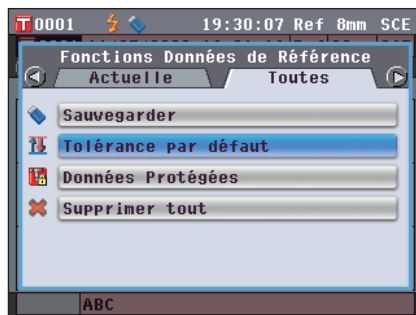 T0001 19:30:07 Ref 8mm SCE
Fonctions Données de Référence
Actuelle Toutes
Sauvegarder
Tolérance par défaut
Données Protégées
Supprimer tout
ABC